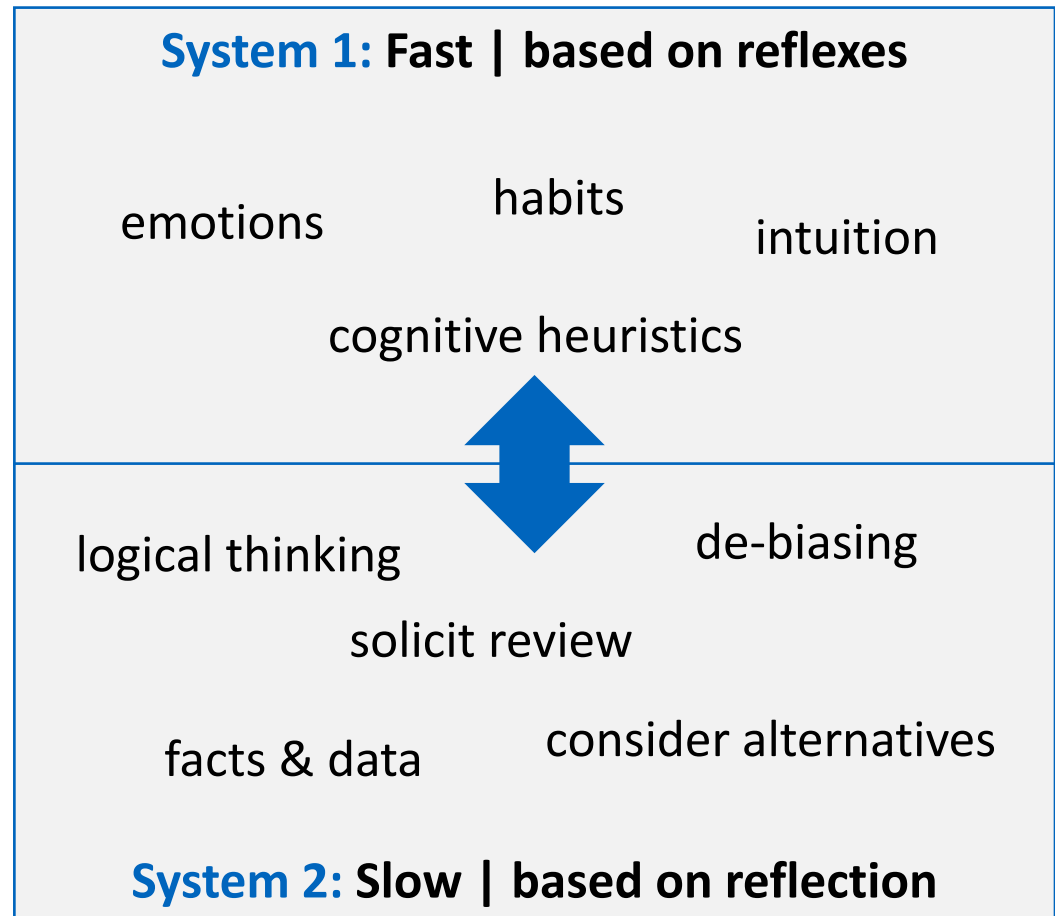 System 1: Fast | based on reflexes
emotions
habits
intuition
cognitive heuristics
logical thinking
de-biasing
solicit review
facts & data
consider alternatives
System 2: Slow | based on reflection